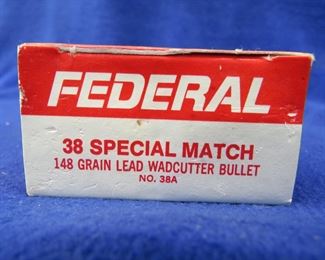 FEDERAL
38 SPECIAL MATCH
148 GRAIN LEAD WADCUTTER BULLET
NO. 38A